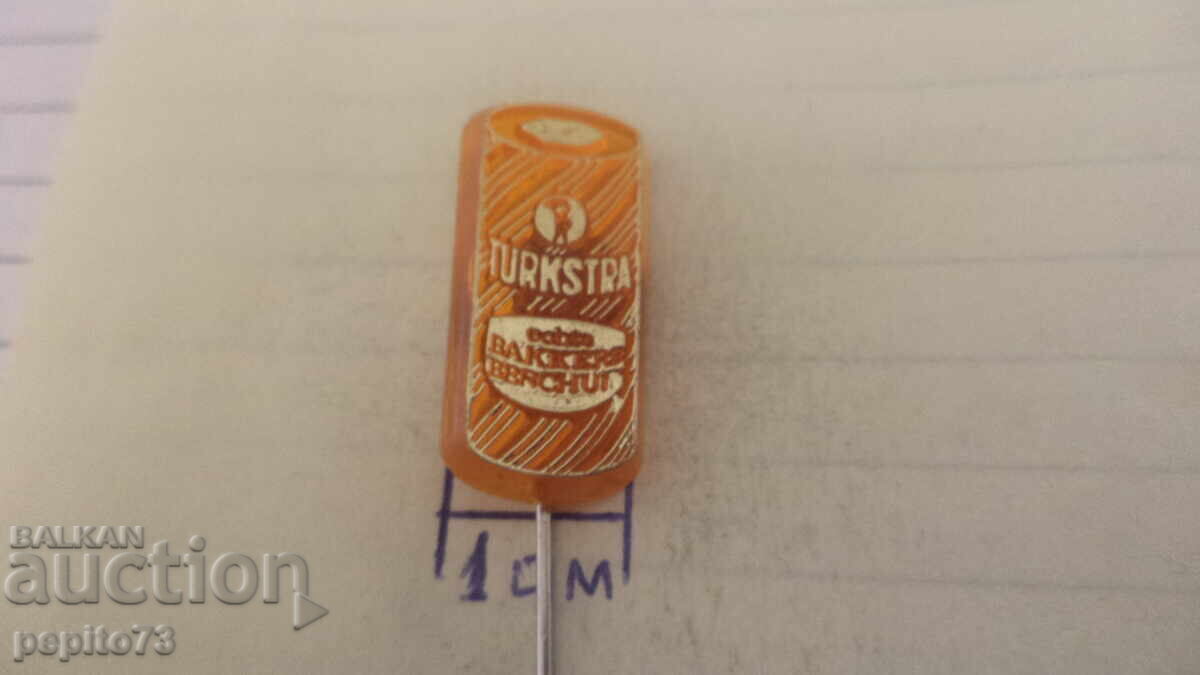 TURKSTRA
echte
BAKKERS
BESCHUIT
1 CM
BALKAN
auction
pepito73